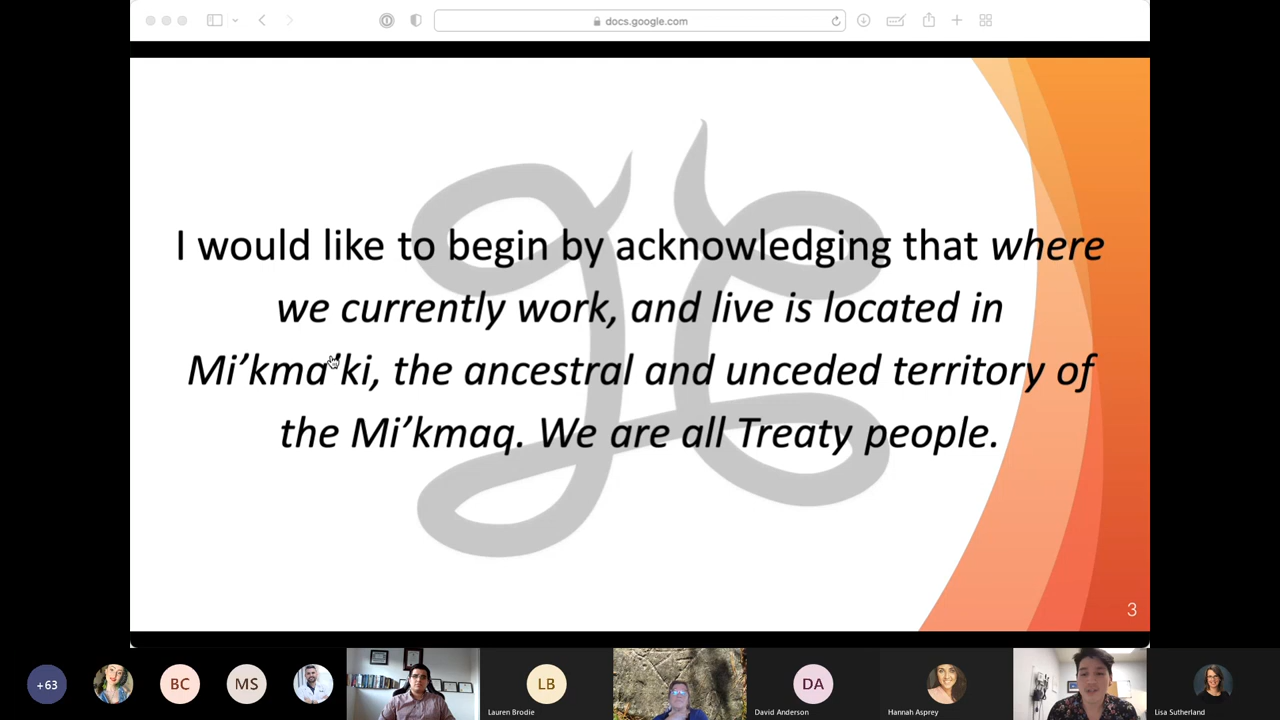 docs.google.com
I would like to begin by acknowledging that where
we currently work, and live is located in
Mi’kma’ki, the ancestral and unceded territory of
the Mi’kmaq. We are all Treaty people.
3
+63
BC
MS
LB
Lauren Brodie
DA
David Anderson
Hannah Asprey
Lisa Sutherland